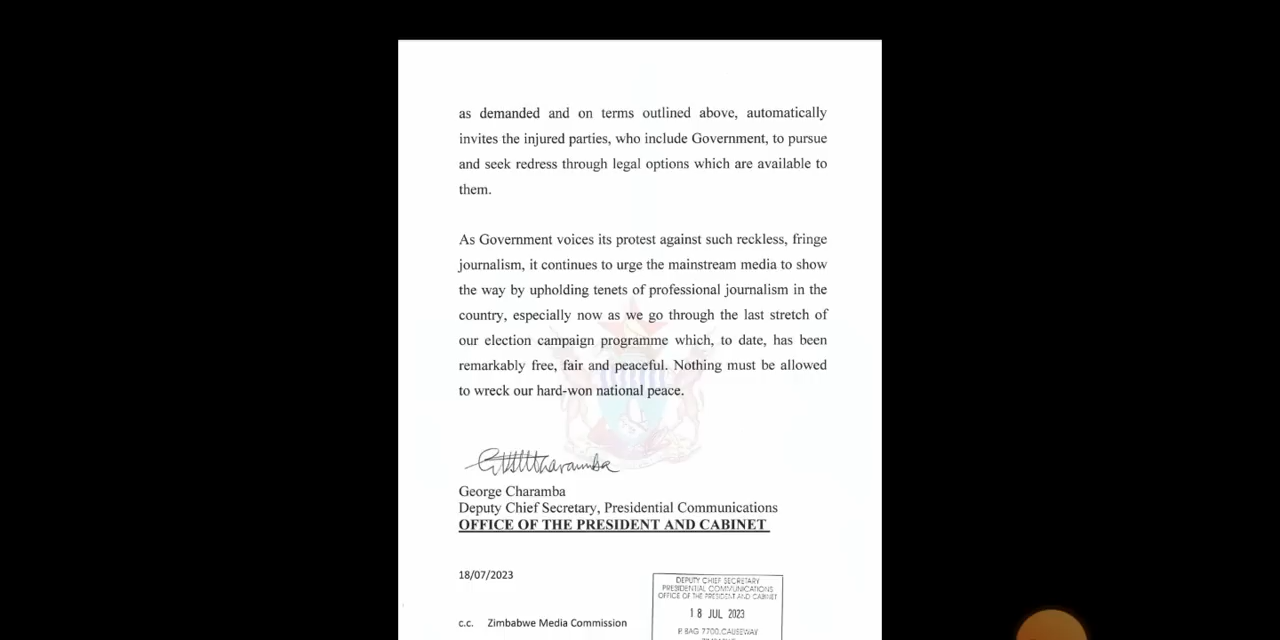 as demanded and on terms outlined above, automatically
invites the injured parties, who include Government, to pursue
and seek redress through legal options which are available to
them.
As Government voices its protest against such reckless, fringe
journalism, it continues to urge the mainstream media to show
the way by upholding tenets of professional journalism in the
country, especially now as we go through the last stretch of
our election campaign programme which, to date, has been
remarkably free, fair and peaceful. Nothing must be allowed
to wreck our hard-won national peace.
George Charamba
Deputy Chief Secretary, Presidential Communications
OFFICE OF THE PRESIDENT AND CABINET
18/07/2023
DEPUTY CHIEF SECRETARY
PRESIDENTIAL COMMUNICATIONS
OFFICE OF THE PRESIDENT AND CABINET
18 JUL 2023
P. BAG 7700, CAUSEWAY
c.c. Zimbabwe Media Commission